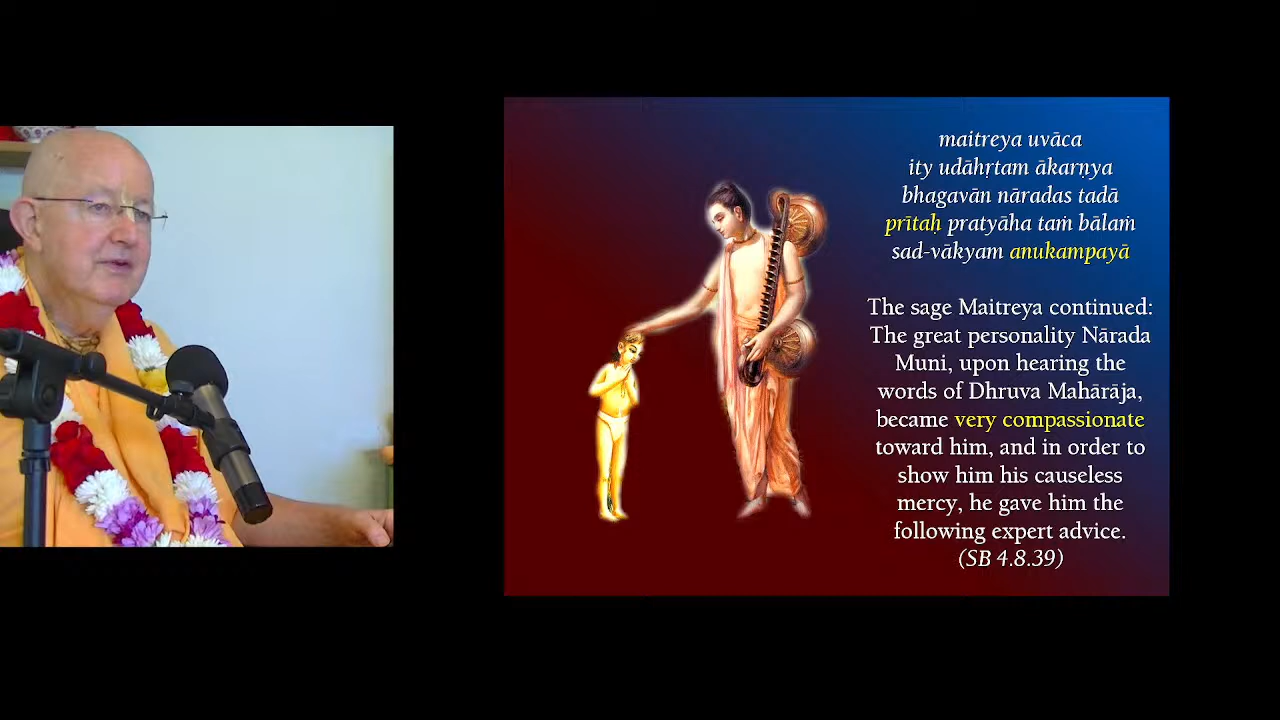 maitreya uvāca
ity udāhṛtam ākarṇya
bhagavān nāradas tadā
prītaḥ pratyāha taṁ bālaṁ
sad-vākyam anukampayā
The sage Maitreya continued:
The great personality Nārada
Muni, upon hearing the
words of Dhruva Mahārāja,
became very compassionate
toward him, and in order to
show him his causeless
mercy, he gave him the
following expert advice.
(SB 4.8.39)